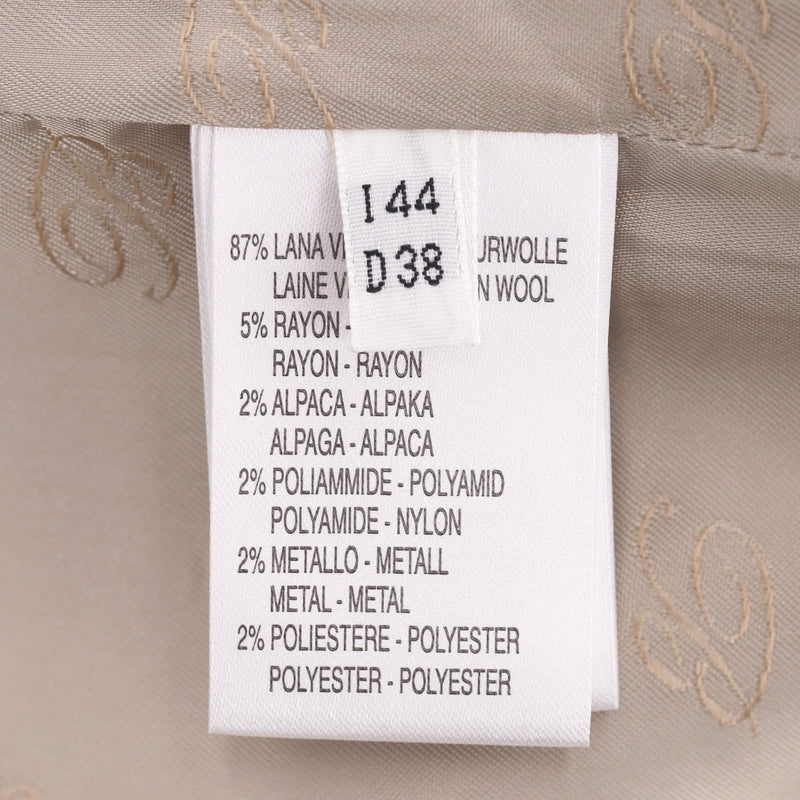 I 44
D 38
87% LANA
LAINE WOOL
5% RAYON -
RAYON - RAYON
2% ALPACA - ALPAKA
ALPAGA - ALPACA
2% POLIAMMIDE - POLYAMID
POLYAMIDE - NYLON
2% METALLO - METALL
METAL - METAL
2% POLIESTERE - POLYESTER
POLYESTER - POLYESTER